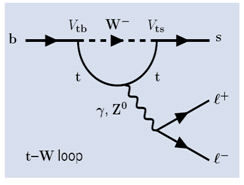 V_tb W⁻ V_ts
b s
t t
γ, Z⁰ ℓ⁺
t–W loop ℓ⁻